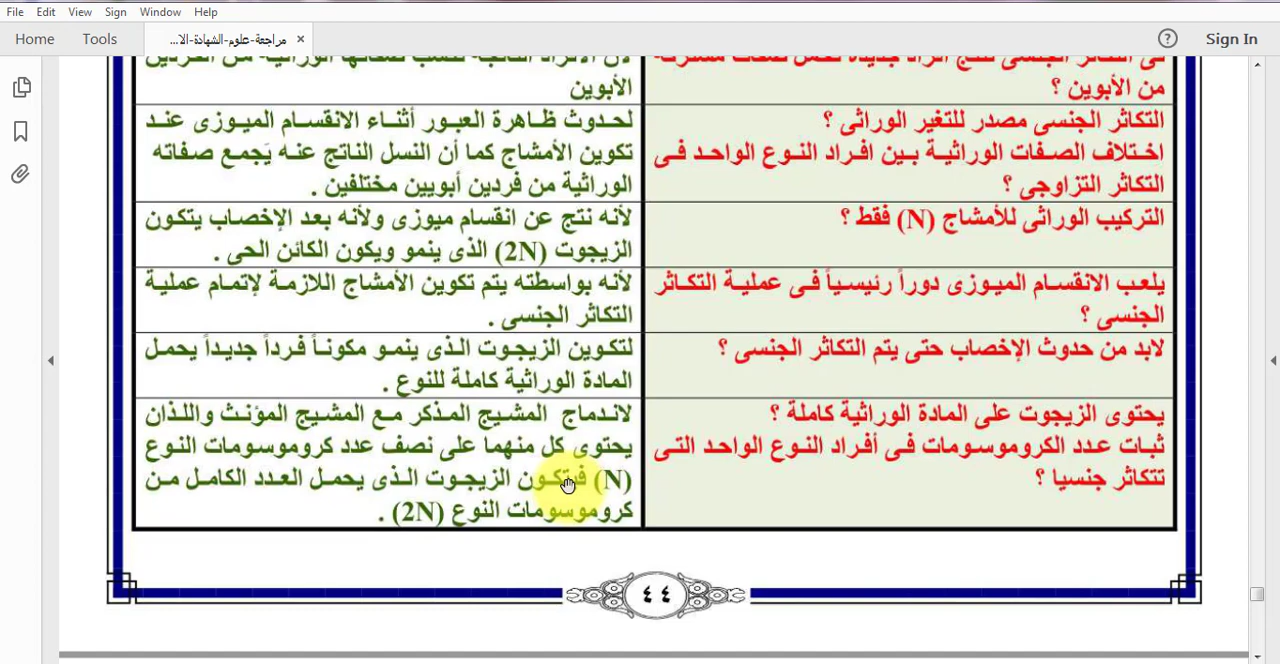 File Edit View Sign Window Help
Home Tools مراجعة-علوم-الشهادة-الا... × ? Sign In
من الأبوين ؟
الأبوين
التكاثر الجنسى مصدر للتغير الوراثى ؟
اختلاف الصفات الوراثية بين افراد النوع الواحد فى
التكاثر التزاوجى ؟
لحدوث ظاهرة العبور أثناء الانقسام الميوزى عند
تكوين الأمشاج كما أن النسل الناتج عنه يَجمع صفاته
الوراثية من فردين أبويين مختلفين .
التركيب الوراثى للأمشاج (N) فقط ؟
لأنه نتج عن انقسام ميوزى ولأنه بعد الإخصاب يتكون
الزيجوت (2N) الذى ينمو ويكون الكائن الحى .
يلعب الانقسام الميوزى دوراً رئيسياً فى عملية التكاثر
الجنسى ؟
لأنه بواسطته يتم تكوين الأمشاج اللازمة لإتمام عملية
التكاثر الجنسى .
لابد من حدوث الإخصاب حتى يتم التكاثر الجنسى ؟
لتكوين الزيجوت الذى ينمو مكوناً فرداً جديداً يحمل
المادة الوراثية كاملة للنوع .
يحتوى الزيجوت على المادة الوراثية كاملة ؟
ثبات عدد الكروموسومات فى أفراد النوع الواحد التى
تتكاثر جنسيا ؟
لاندماج المشيج المذكر مع المشيج المؤنث واللذان
يحتوى كل منهما على نصف عدد كروموسومات النوع
(N) فيتكون الزيجوت الذى يحمل العدد الكامل من
كروموسومات النوع (2N) .
٤٤